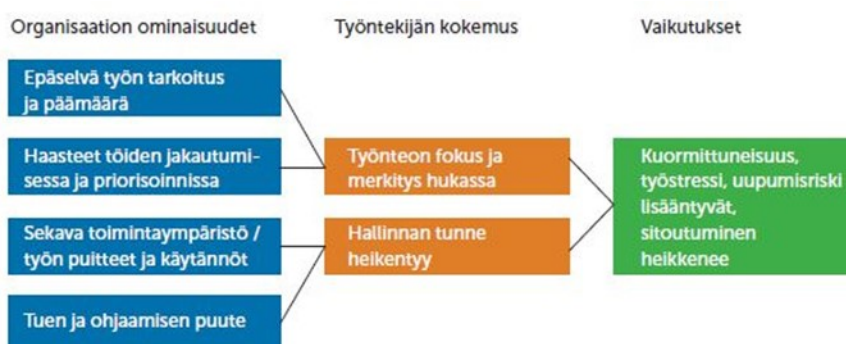 Organisaation ominaisuudet
Työntekijän kokemus
Vaikutukset
Epäselvä työn tarkoitus
ja päämäärä
Haasteet töiden jakautumi-
sessa ja priorisoinnissa
Sekava toimintaympäristö /
työn puitteet ja käytännöt
Tuen ja ohjaamisen puute
Työnteon fokus ja
merkitys hukassa
Hallinnan tunne
heikentyy
Kuormittuneisuus,
työstressi, uupumisriski
lisääntyvät,
sitoutuminen
heikkenee